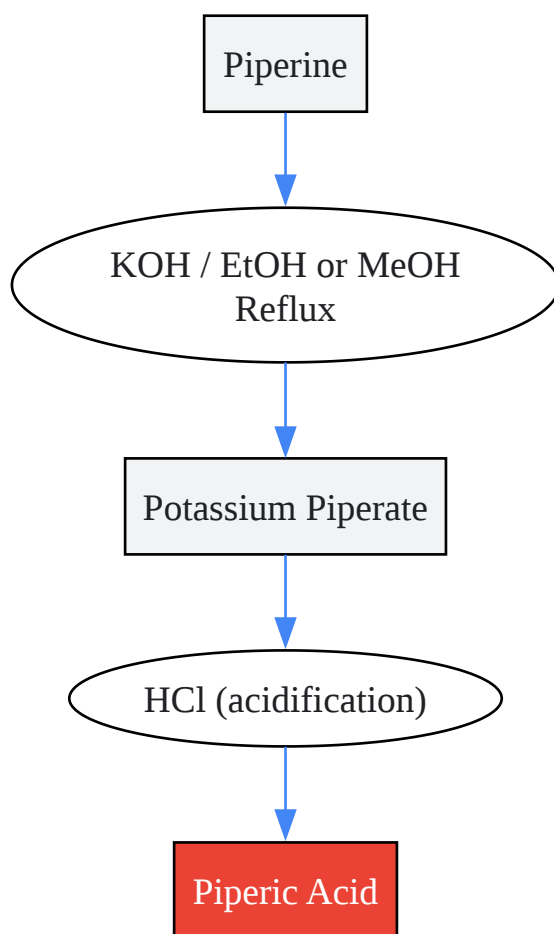 Piperine
KOH / EtOH or MeOH
Reflux
Potassium Piperate
HCl (acidification)
Piperic Acid